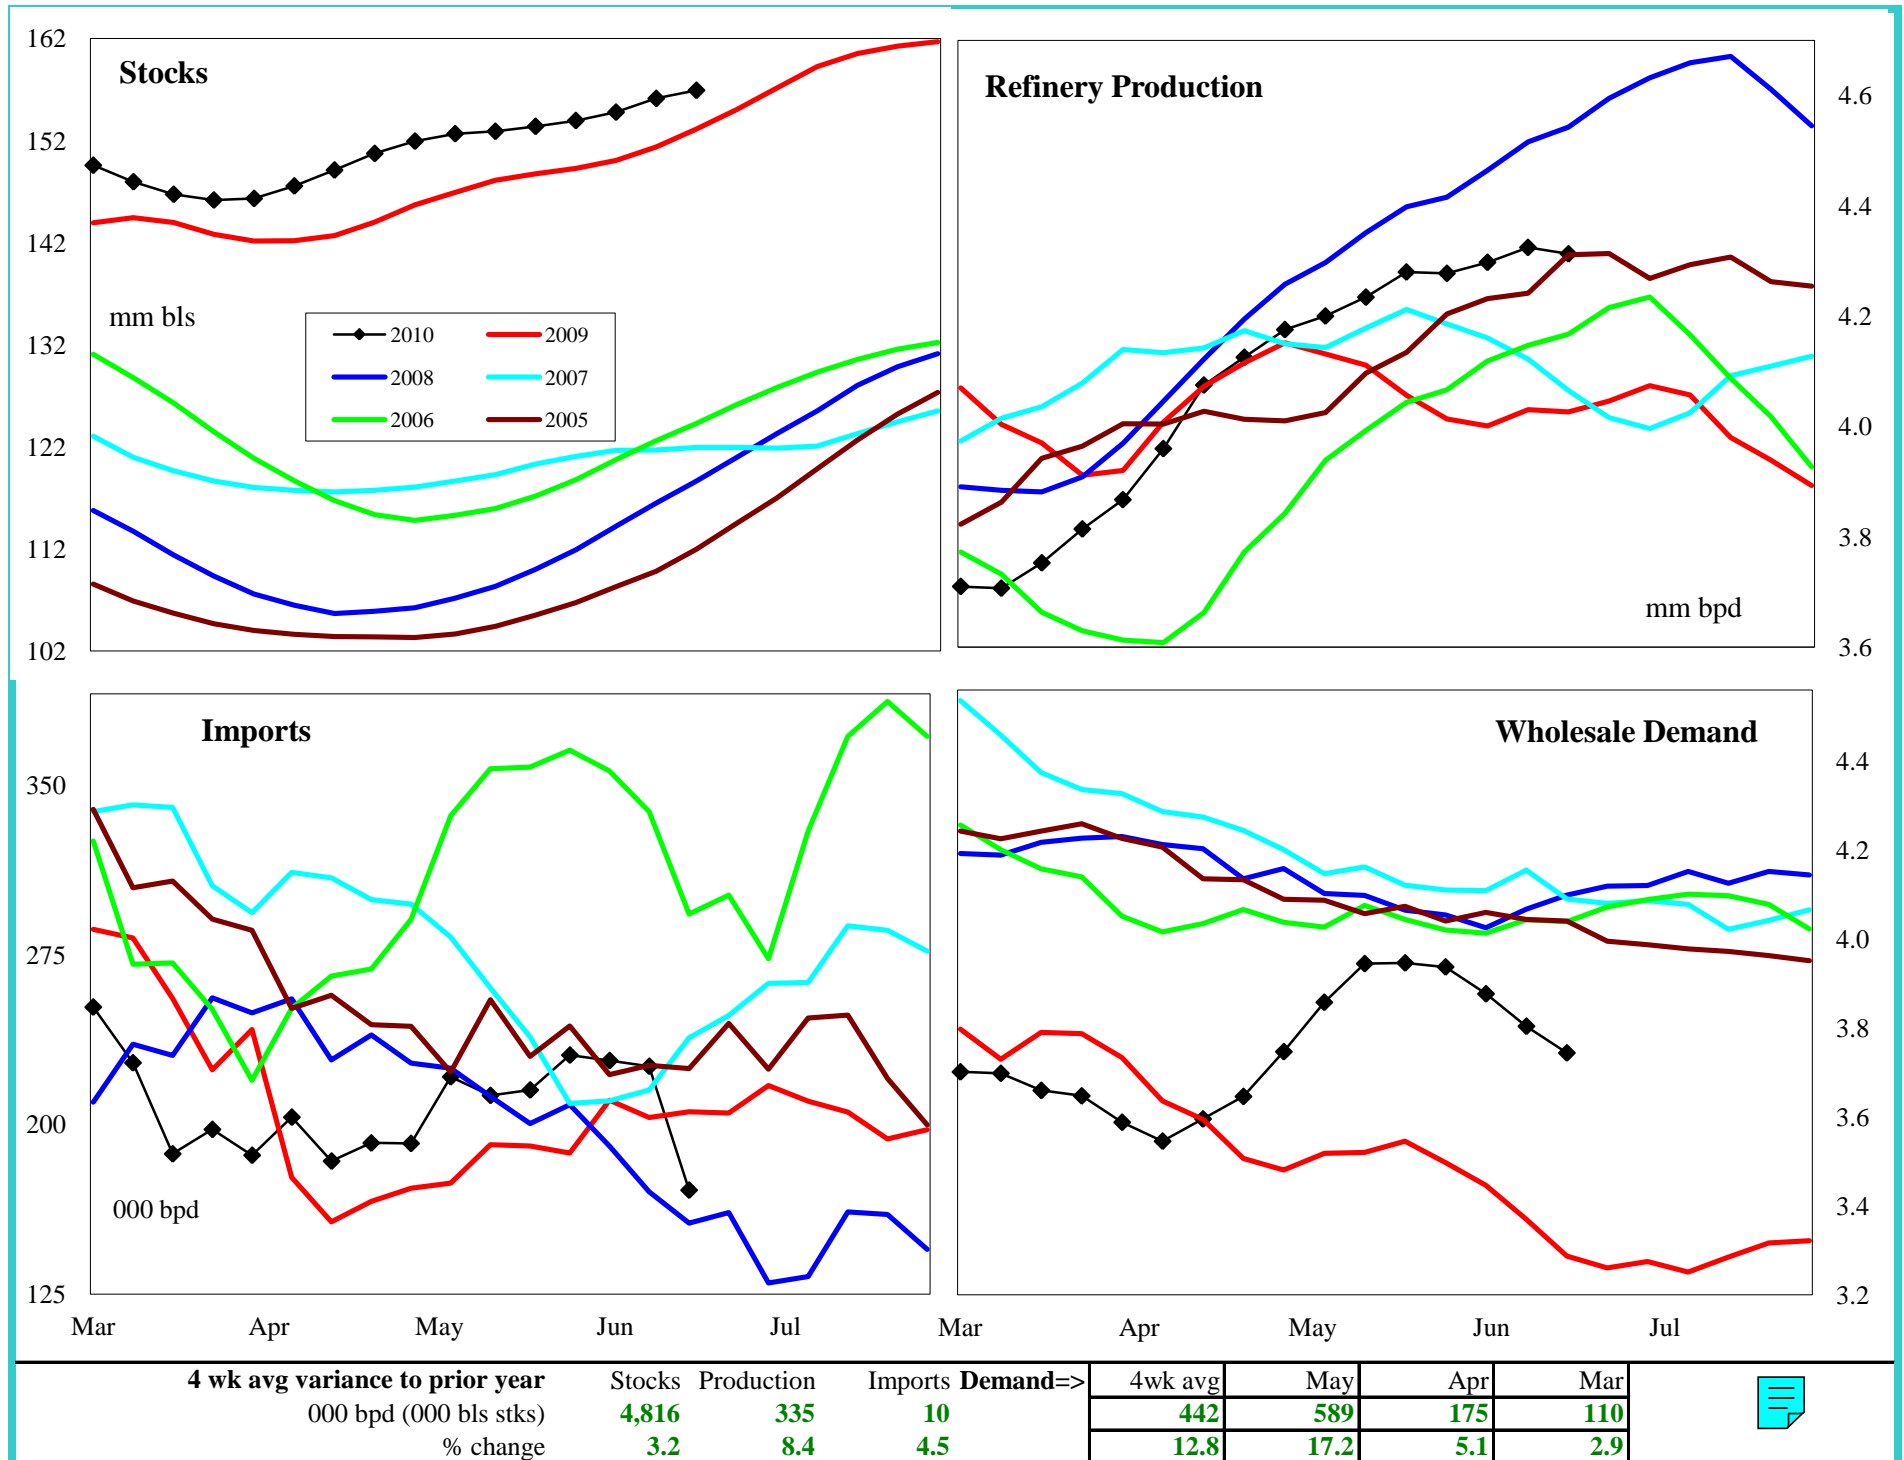 Stocks
162
152
142
132
122
112
102
mm bls
2010
2009
2008
2007
2006
2005
Refinery Production
4.6
4.4
4.2
4.0
3.8
3.6
mm bpd
Imports
350
275
200
125
000 bpd
Mar Apr May Jun Jul
Wholesale Demand
4.4
4.2
4.0
3.8
3.6
3.4
3.2
Mar Apr May Jun Jul
4 wk avg variance to prior year Stocks Production Imports Demand=> 4wk avg May Apr Mar
000 bpd (000 bls stks) 4,816 335 10 442 589 175 110
% change 3.2 8.4 4.5 12.8 17.2 5.1 2.9